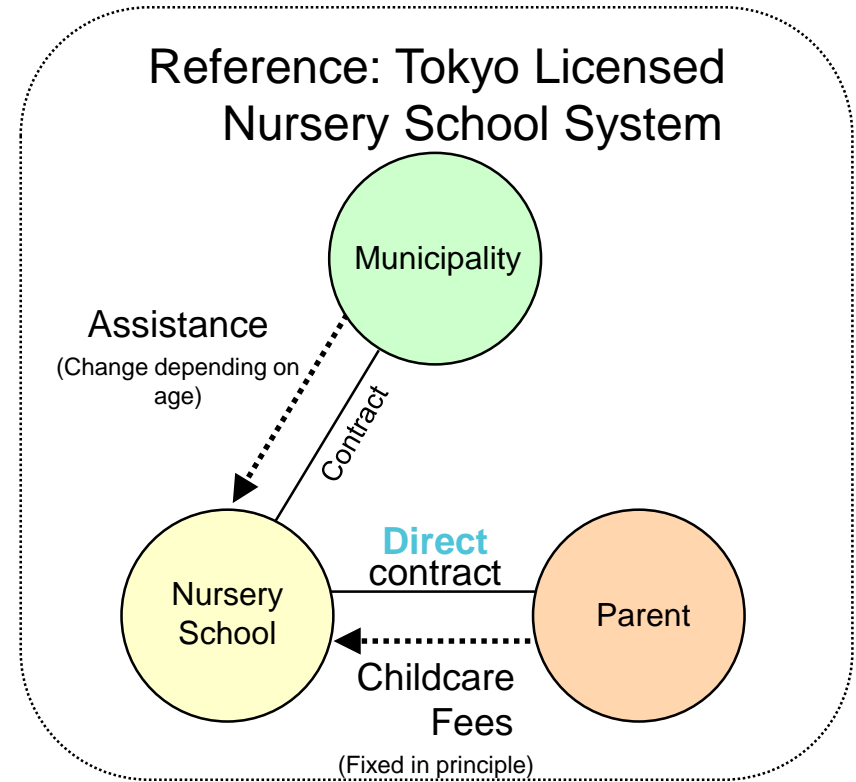 Reference: Tokyo Licensed
Nursery School System
Municipality
Assistance
(Change depending on
age)
Contract
Direct
contract
Nursery
School
Parent
Childcare
Fees
(Fixed in principle)